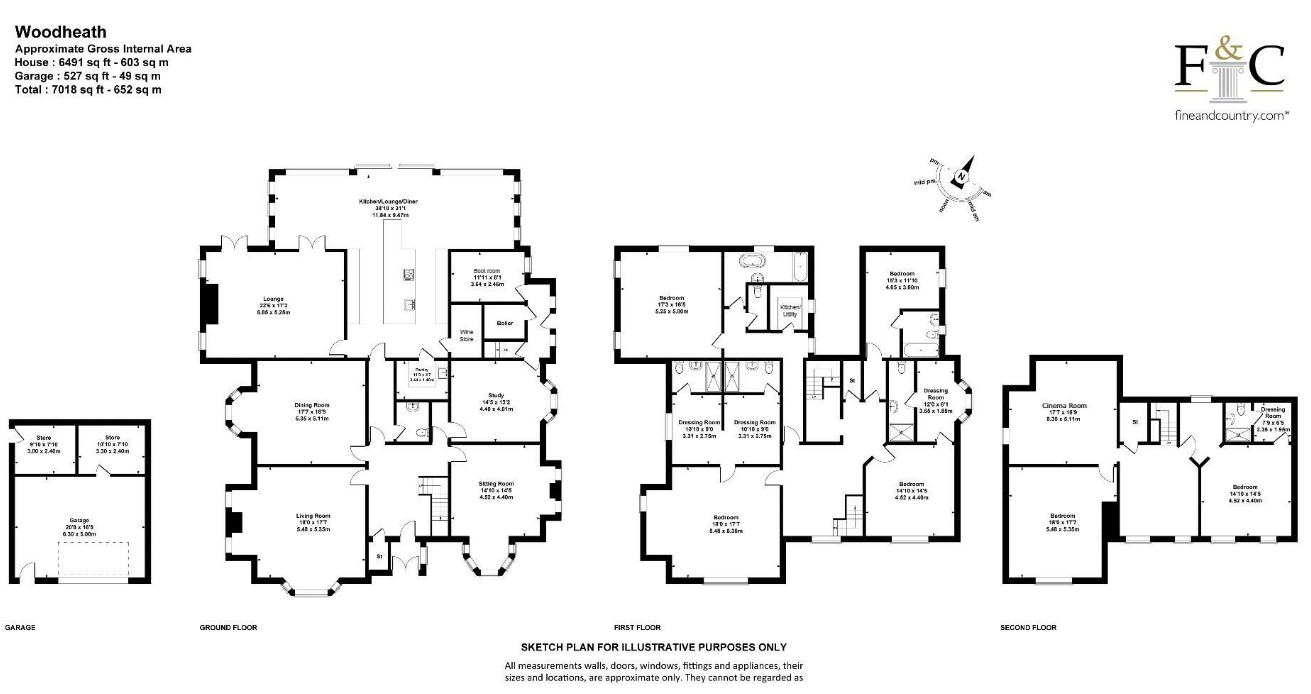 Woodheath
Approximate Gross Internal Area
House : 6491 sq ft - 603 sq m
Garage : 527 sq ft - 49 sq m
Total : 7018 sq ft - 652 sq m
F & C
fineandcountry.com™
pm
mid pm
noon
mid am
am
N
Store
9'10 x 7'10
3.00 x 2.40m
Store
10'10 x 7'10
3.30 x 2.40m
Garage
20'8 x 16'5
6.30 x 5.00m
GARAGE
Kitchen/Lounge/Diner
38'10 x 31'1
11.84 x 9.47m
Lounge
22'6 x 17'3
6.85 x 5.25m
Boot room
11'11 x 8'1
3.64 x 2.46m
Boiler
Wine
Store
Pantry
Dining Room
17'7 x 16'9
5.35 x 5.11m
Study
14'5 x 13'2
4.40 x 4.01m
Living Room
18'0 x 17'7
5.48 x 5.35m
Sitting Room
14'10 x 14'5
4.52 x 4.40m
St
GROUND FLOOR
Bedroom
17'3 x 16'5
5.25 x 5.00m
Kitchen/
Utility
Bedroom
15'3 x 11'10
4.65 x 3.60m
St
Dressing Room
10'10 x 9'0
3.31 x 2.75m
Dressing Room
10'10 x 9'0
3.31 x 2.75m
Dressing
Room
12'0 x 6'1
3.66 x 1.85m
Bedroom
18'0 x 17'7
5.48 x 5.35m
Bedroom
14'10 x 14'5
4.52 x 4.40m
FIRST FLOOR
Cinema Room
17'7 x 16'9
5.35 x 5.11m
St
Dressing
Room
7'9 x 6'5
2.36 x 1.96m
Bedroom
18'0 x 17'7
5.48 x 5.35m
Bedroom
14'10 x 14'5
4.52 x 4.40m
SECOND FLOOR
SKETCH PLAN FOR ILLUSTRATIVE PURPOSES ONLY
All measurements walls, doors, windows, fittings and appliances, their
sizes and locations, are approximate only. They cannot be regarded as